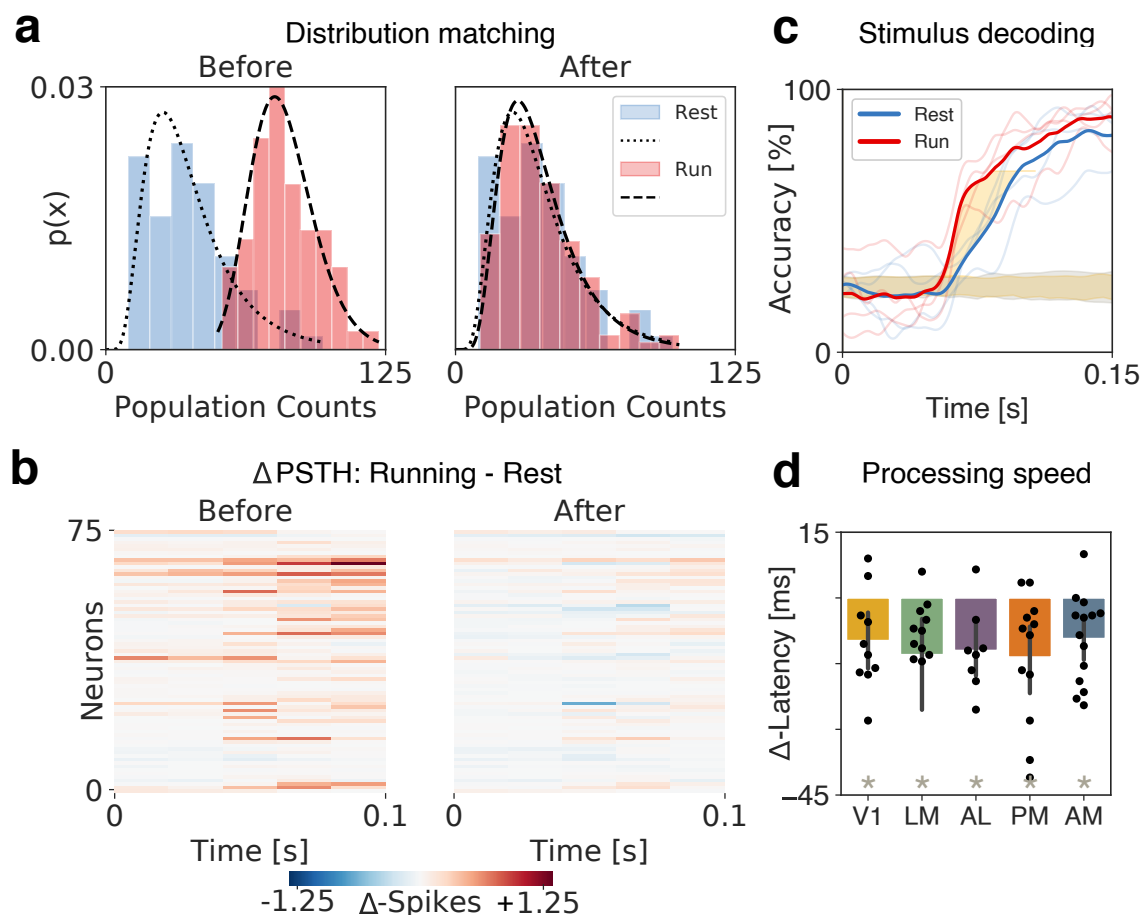 a
Distribution matching
Before
After
0.03
0.00
p(x)
0
125
0
125
Population Counts
Population Counts
Rest
Run
c
Stimulus decoding
100
0
Accuracy [%]
Rest
Run
0
0.15
Time [s]
b
Δ PSTH: Running - Rest
Before
After
75
0
Neurons
0
0.1
0
0.1
Time [s]
Time [s]
-1.25
Δ-Spikes
+1.25
d
Processing speed
15
−45
Δ-Latency [ms]
* * * * *
V1 LM AL PM AM